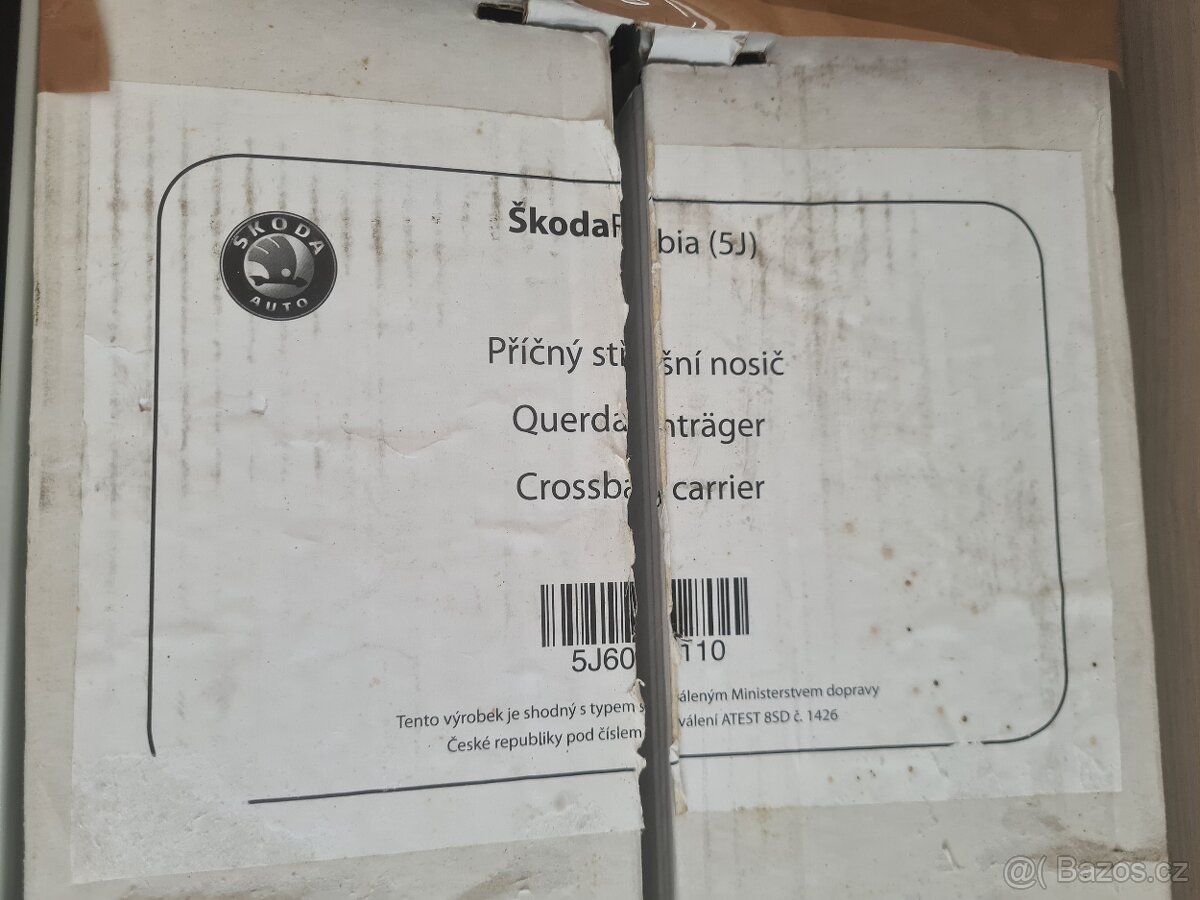 ŠKODA
AUTO
ŠkodaF bia (5J)
Příčný stř šní nosič
Querda nträger
Crossba carrier
5J60 110
Tento výrobek je shodný s typem s áleným Ministerstvem dopravy
České republiky pod číslem válení ATEST 8SD č. 1426
@( Bazos.cz